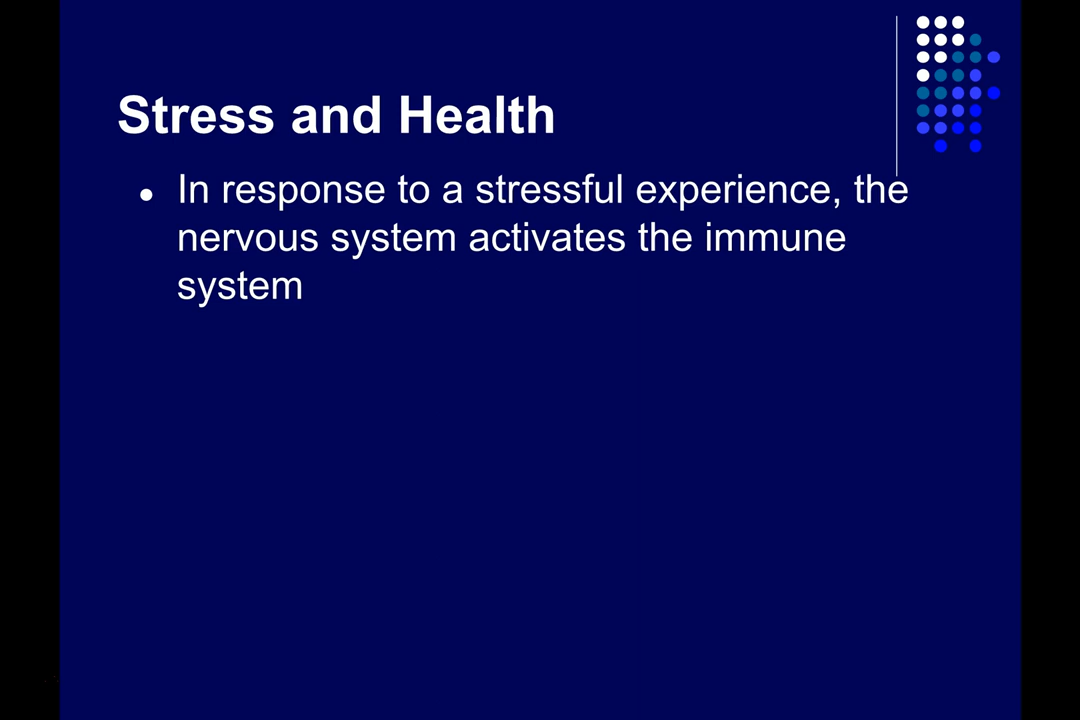 Stress and Health
● In response to a stressful experience, the
nervous system activates the immune
system